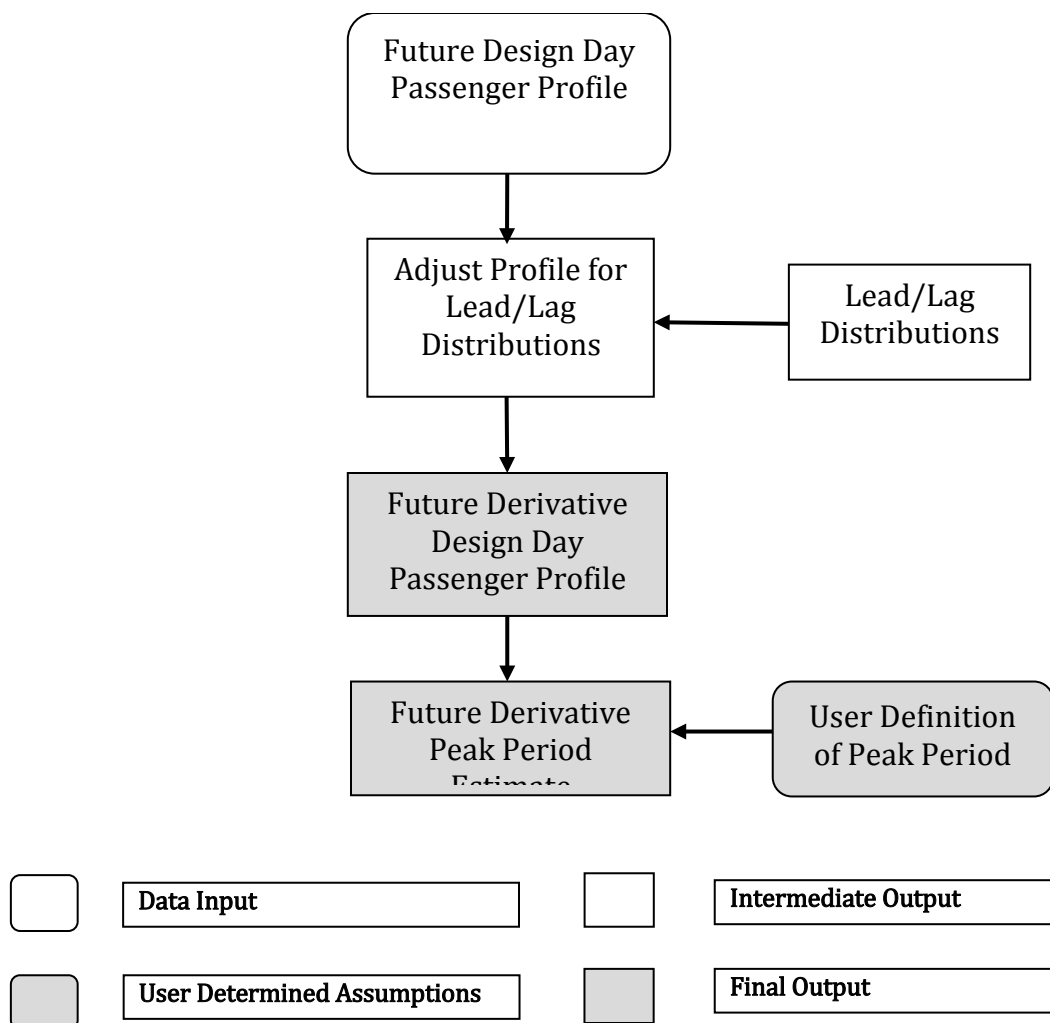 Future Design Day
Passenger Profile
Adjust Profile for
Lead/Lag
Distributions
Lead/Lag
Distributions
Future Derivative
Design Day
Passenger Profile
Future Derivative
Peak Period
Estimate
User Definition
of Peak Period
Data Input
Intermediate Output
User Determined Assumptions
Final Output